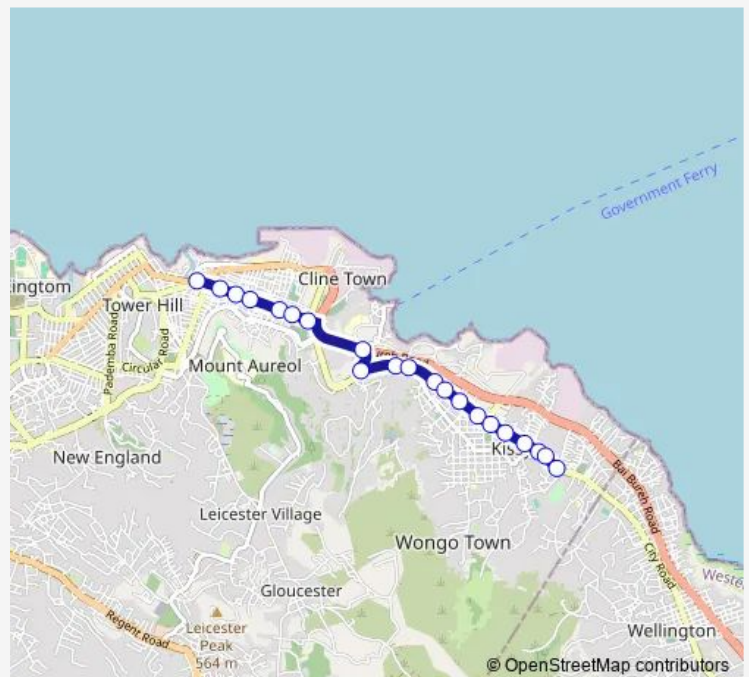 Government Ferry
Cline Town
ington
Tower Hill
Pademba Road
Circular Road
Mount Aureol
New England
Leicester Village
Wongo Town
Bai Bureh Road
City Road
Gloucester
Regent Road
Leicester
Peak
564 m
Wellington
© OpenStreetMap contributors